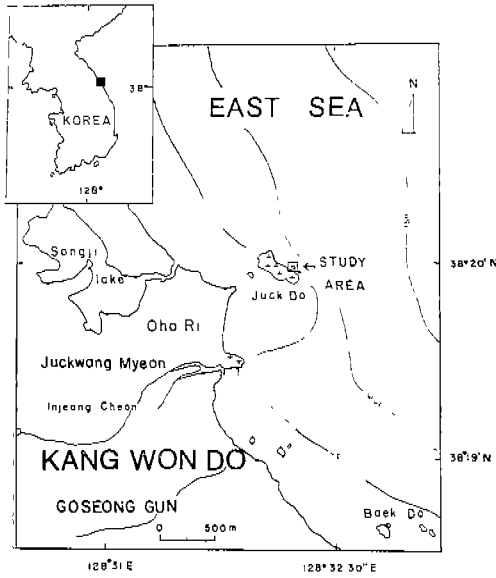 38°
KOREA
128°
EAST SEA
N
Songji
lake
STUDY
AREA
38°20'N
Juck Do
Oho Ri
Juckwang Myeon
Injeong Cheon
38°19'N
KANG WON DO
GOSEONG GUN
Baek Do
0 500m
128°31'E
128°32'30"E